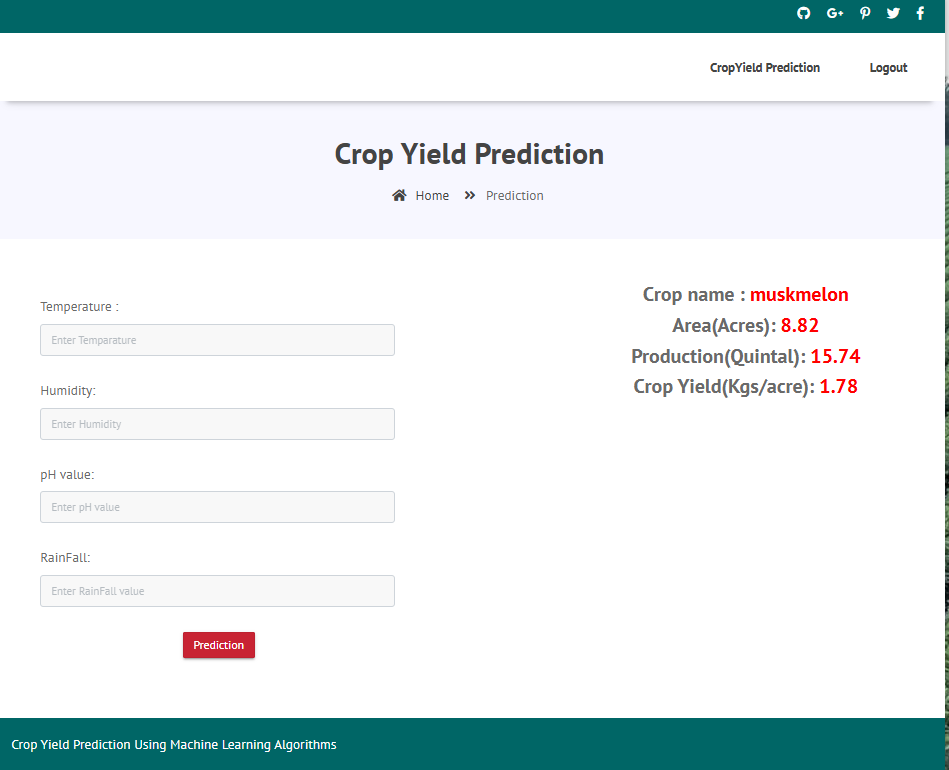 CropYield Prediction Logout
Crop Yield Prediction
Home Prediction
Temperature :
Enter Temparature
Humidity:
Enter Humidity
pH value:
Enter pH value
RainFall:
Enter RainFall value
Prediction
Crop name : muskmelon
Area(Acres): 8.82
Production(Quintal): 15.74
Crop Yield(Kgs/acre): 1.78
Crop Yield Prediction Using Machine Learning Algorithms